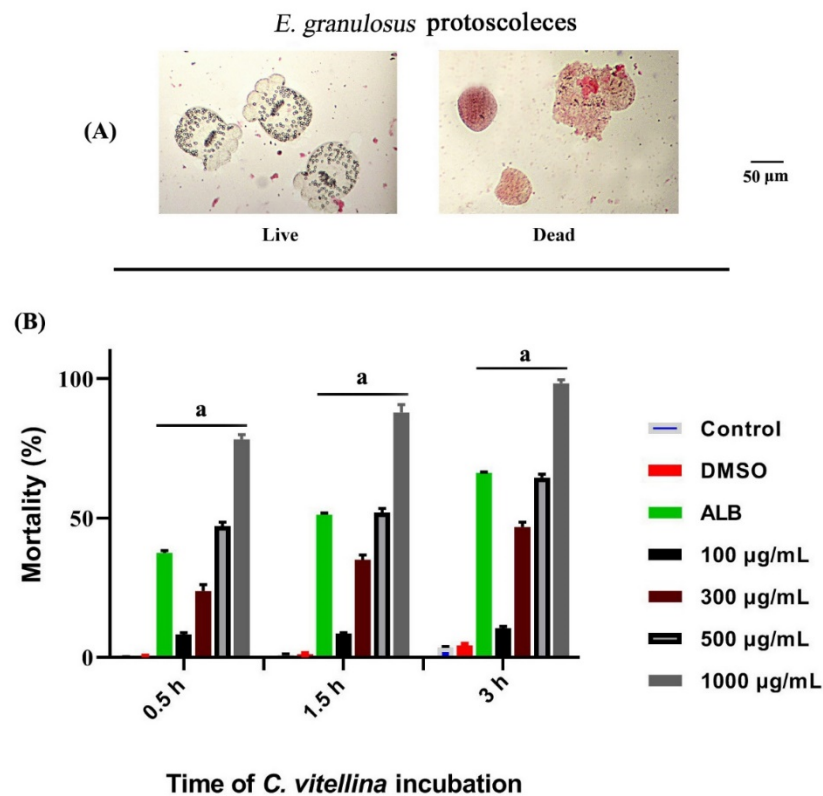 E. granulosus protoscoleces
(A)
50 µm
Live Dead
(B)
Mortality (%)
100
50
0
a a a
0.5 h 1.5 h 3 h
Time of C. vitellina incubation
Control
DMSO
ALB
100 µg/mL
300 µg/mL
500 µg/mL
1000 µg/mL